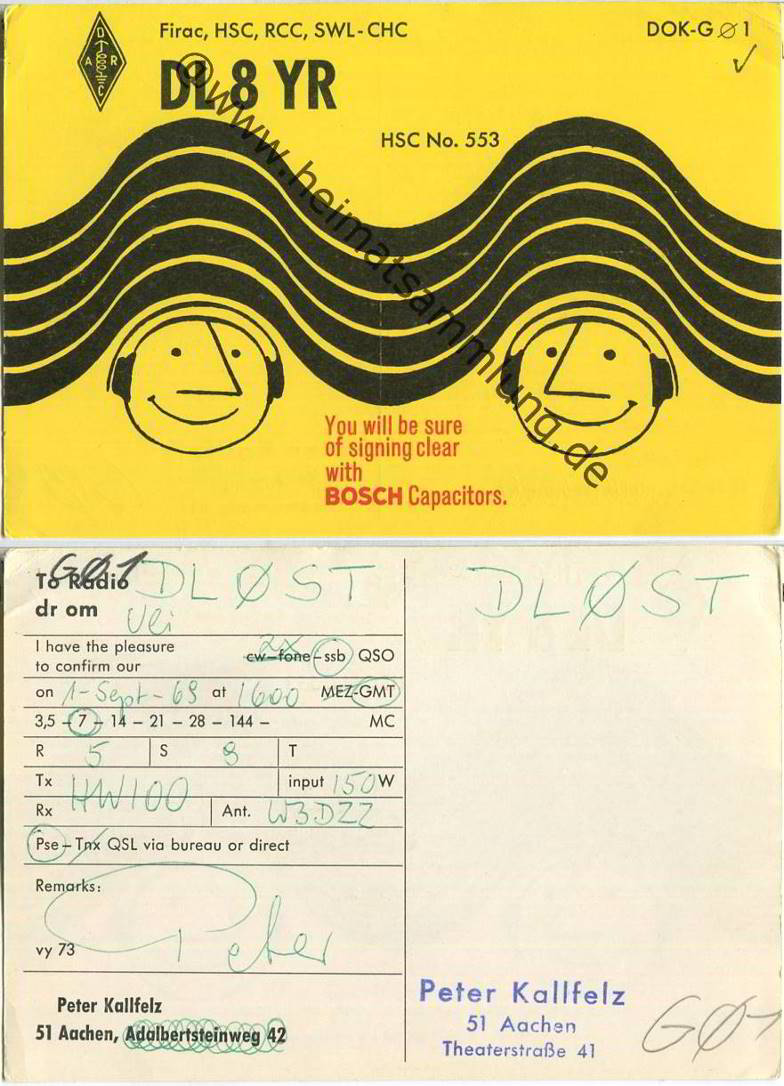 D A R C
Firac, HSC, RCC, SWL-CHC
DOK-GØ1
DL 8 YR
HSC No. 553
@www.heimatsammlung.de
You will be sure
of signing clear
with
BOSCH Capacitors.
GØ1
To Radio DLØST
dr om
DLØST
I have the pleasure
to confirm our cw-fone-ssb QSO
2x
on 1-Sept-69 at 1600 MEZ-GMT
3,5 - 7 - 14 - 21 - 28 - 144 - MC
R 5 S 9 T
Tx HW100 input 150 W
Rx Ant. W3DZZ
Pse - Tnx QSL via bureau or direct
Remarks:
vy 73 Peter
Peter Kallfelz
51 Aachen, Adalbertsteinweg 42
Peter Kallfelz
51 Aachen
Theaterstraße 41
GØ1